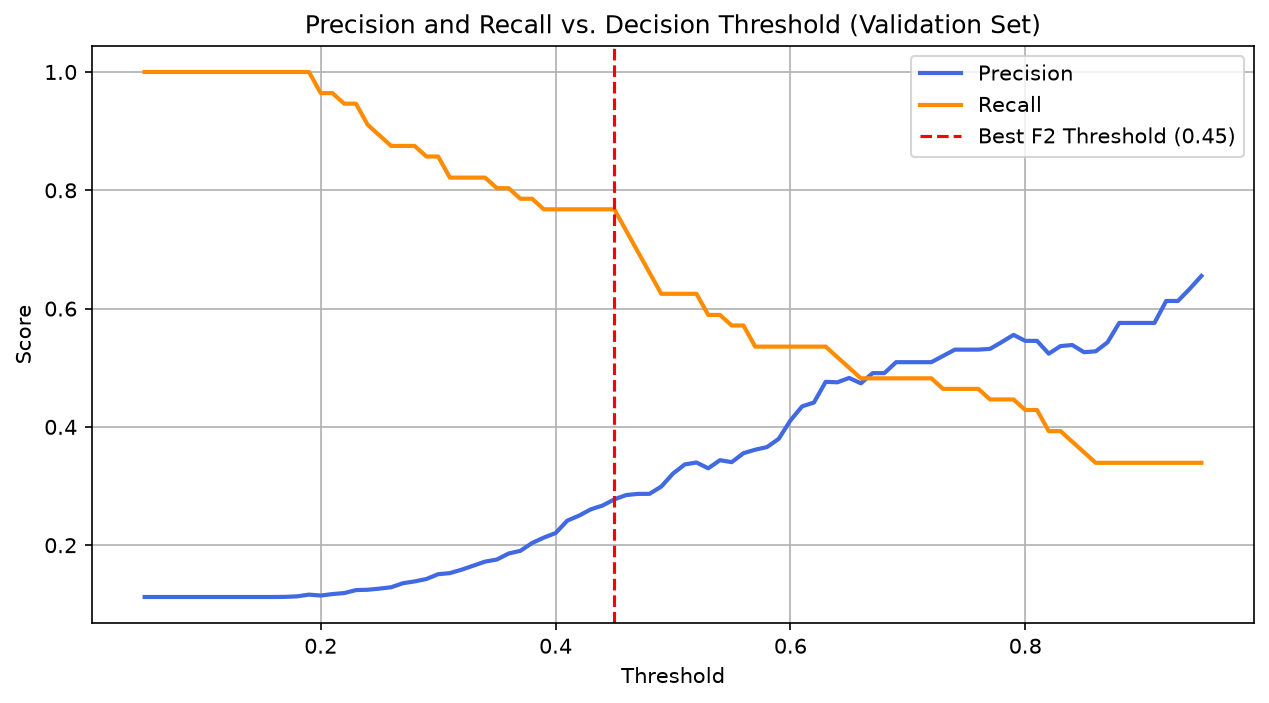 Precision and Recall vs. Decision Threshold (Validation Set)
Precision
Recall
Best F2 Threshold (0.45)
Score
1.0
0.8
0.6
0.4
0.2
0.2 0.4 0.6 0.8
Threshold